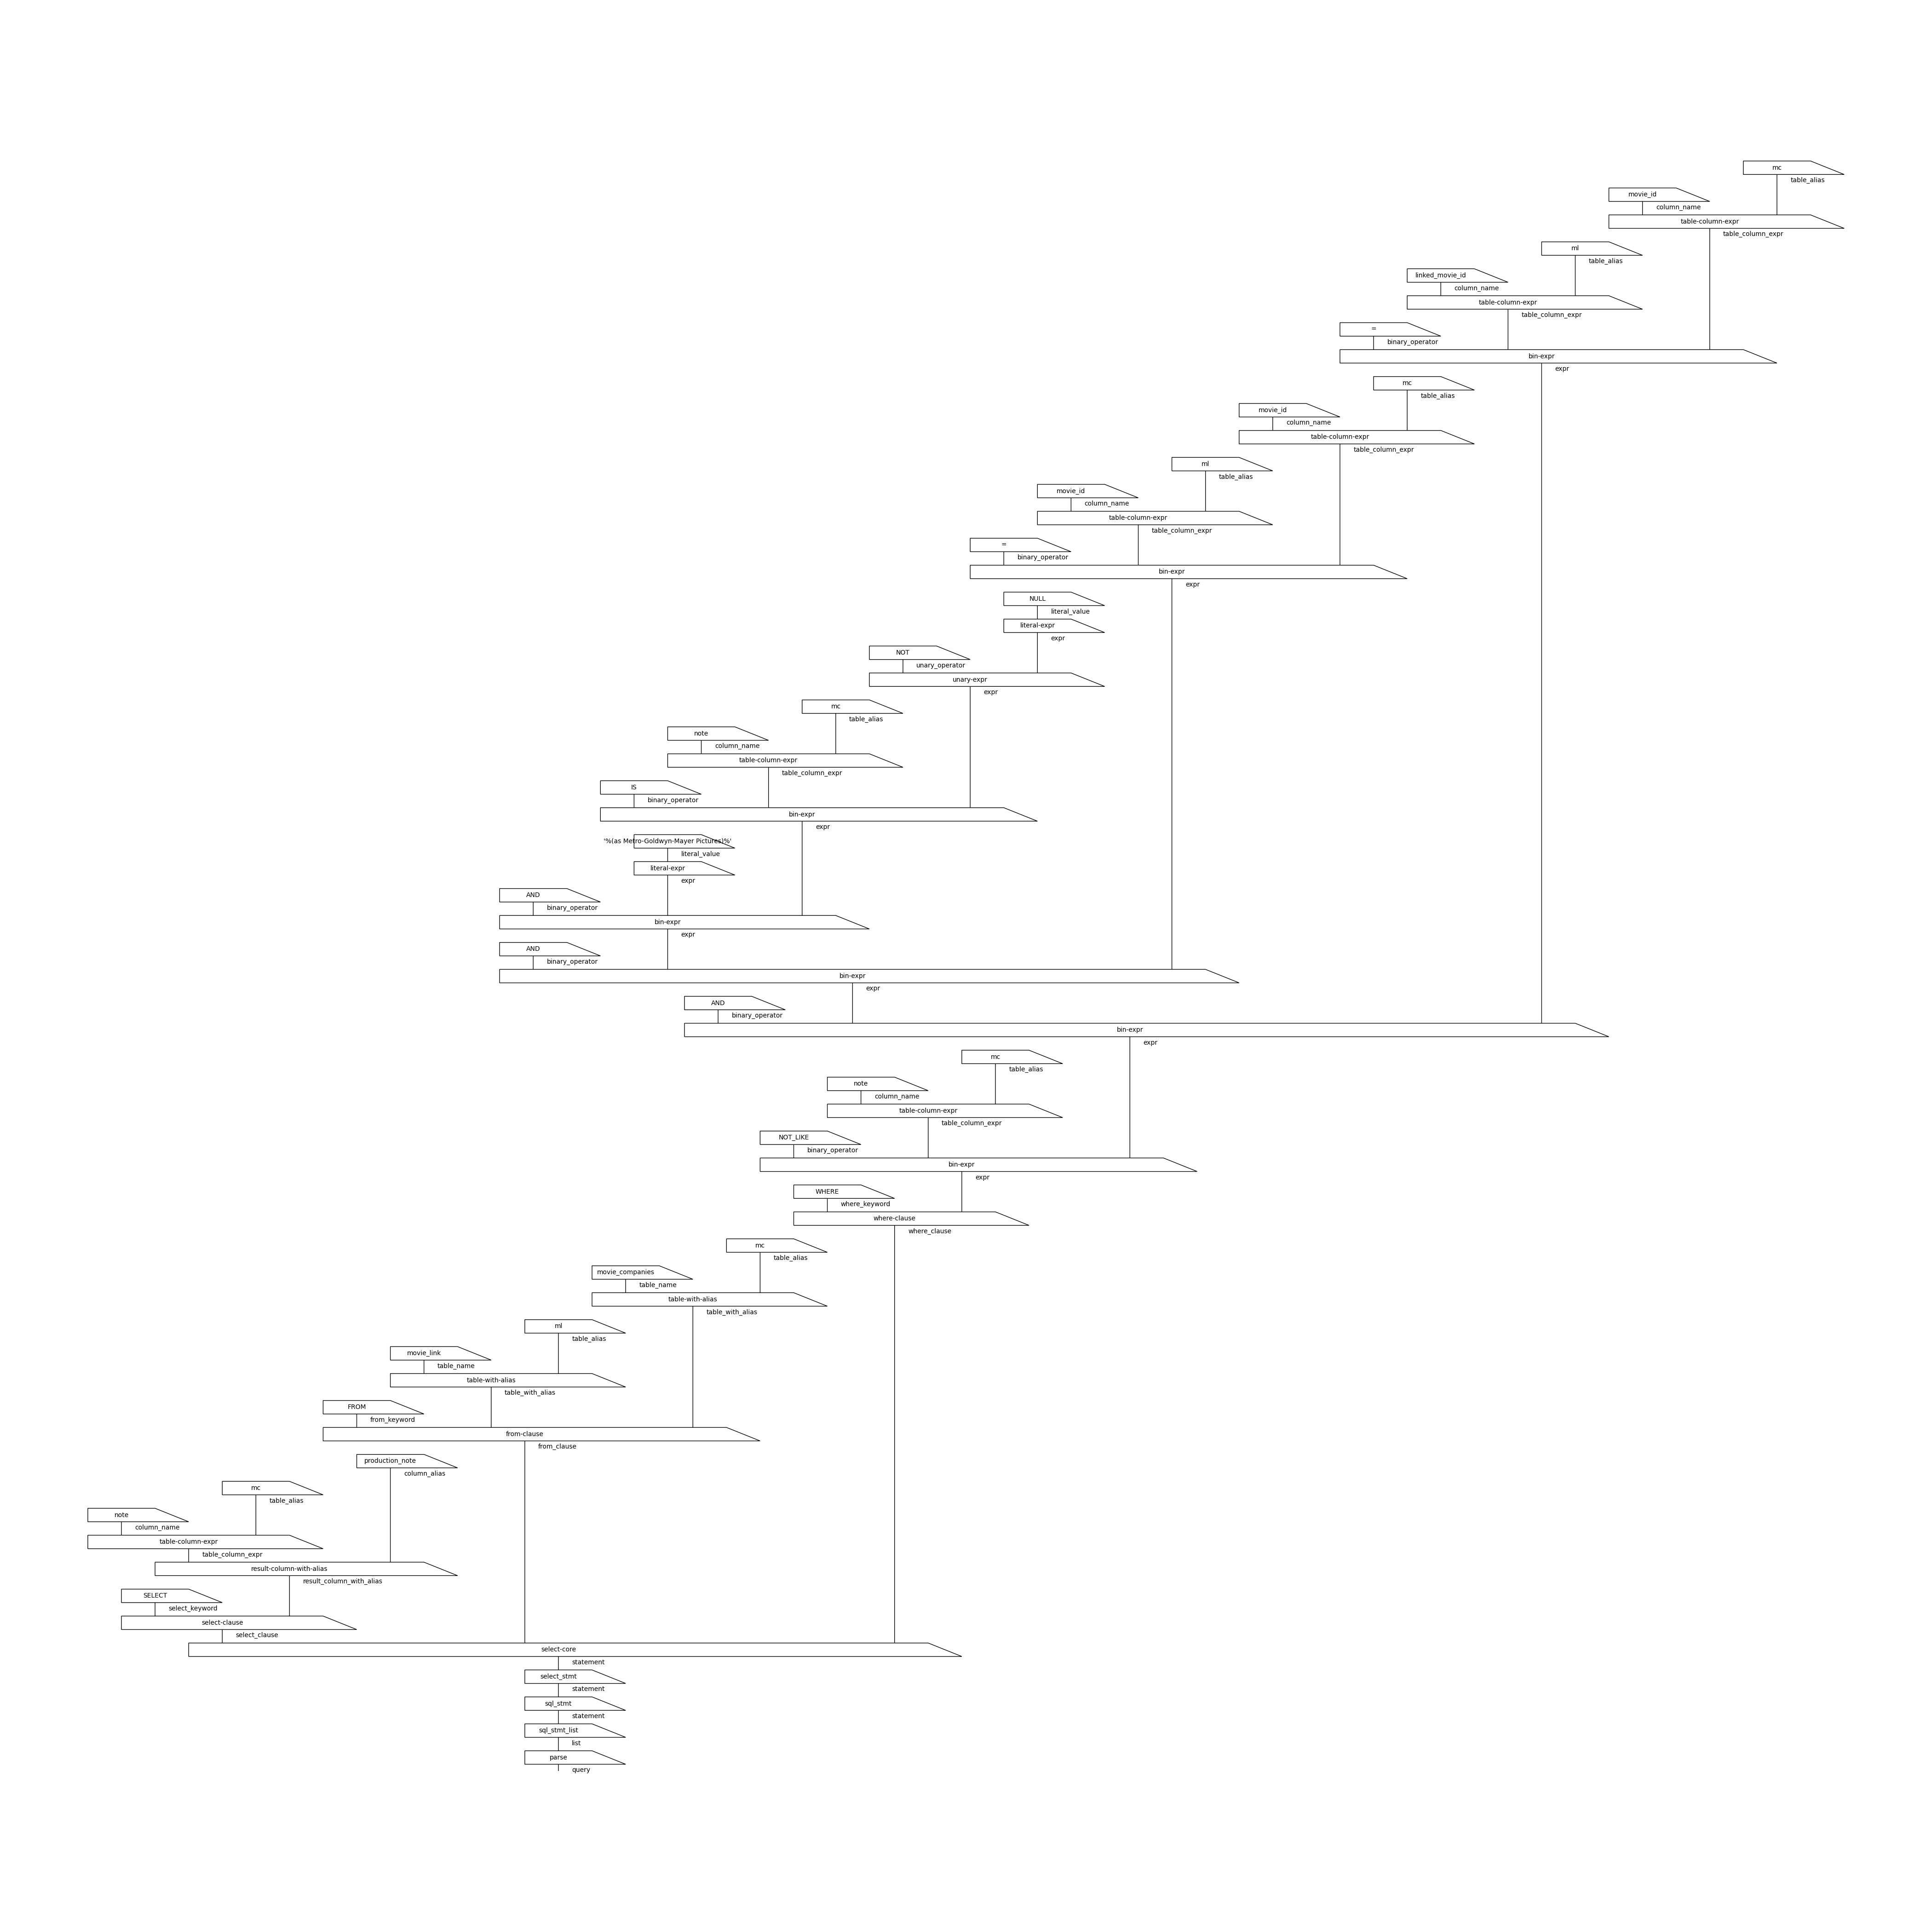 mc
table_alias
movie_id
column_name
table-column-expr
table_column_expr
ml
table_alias
linked_movie_id
column_name
table-column-expr
table_column_expr
=
binary_operator
bin-expr
expr
mc
table_alias
movie_id
column_name
table-column-expr
table_column_expr
ml
table_alias
movie_id
column_name
table-column-expr
table_column_expr
=
binary_operator
bin-expr
expr
NULL
literal_value
literal-expr
expr
NOT
unary_operator
unary-expr
expr
mc
table_alias
note
column_name
table-column-expr
table_column_expr
IS
binary_operator
bin-expr
expr
'%(as Metro-Goldwyn-Mayer Pictures)%'
literal_value
literal-expr
expr
AND
binary_operator
bin-expr
expr
AND
binary_operator
bin-expr
expr
AND
binary_operator
bin-expr
expr
mc
table_alias
note
column_name
table-column-expr
table_column_expr
NOT_LIKE
binary_operator
bin-expr
expr
WHERE
where_keyword
where-clause
where_clause
mc
table_alias
movie_companies
table_name
table-with-alias
table_with_alias
ml
table_alias
movie_link
table_name
table-with-alias
table_with_alias
FROM
from_keyword
from-clause
from_clause
production_note
column_alias
mc
table_alias
note
column_name
table-column-expr
table_column_expr
result-column-with-alias
result_column_with_alias
SELECT
select_keyword
select-clause
select_clause
select-core
statement
select_stmt
statement
sql_stmt
statement
sql_stmt_list
list
parse
query